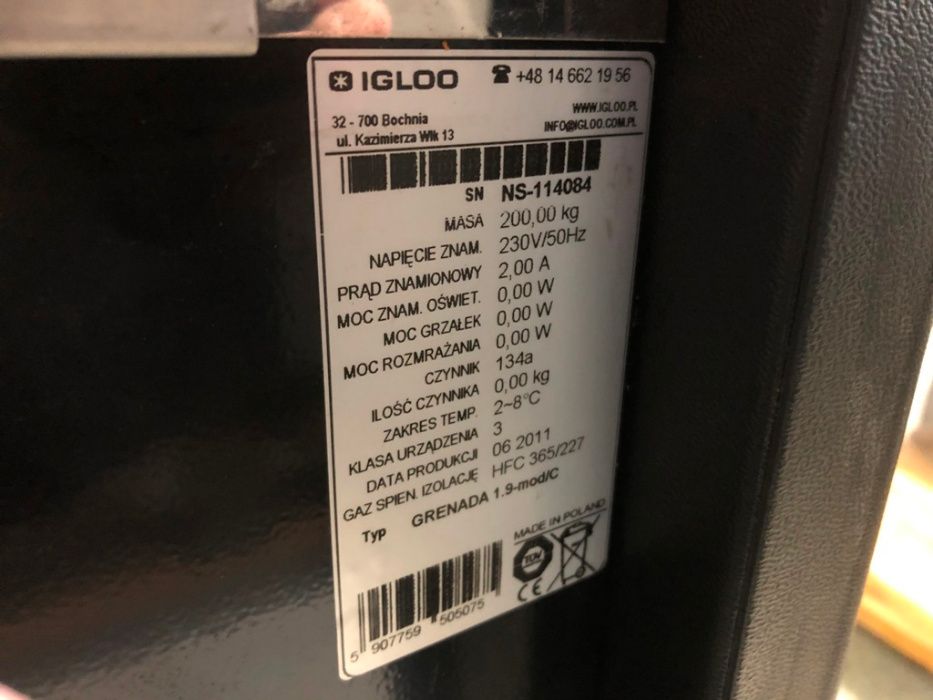 IGLOO
+48 14 662 19 56
32 - 700 Bochnia
ul. Kazimierza Wlk 13
WWW.IGLOO.PL
INFO@IGLOO.COM.PL
SN NS-114084
MASA 200,00 kg
NAPIĘCIE ZNAM. 230V/50Hz
PRĄD ZNAMIONOWY 2,00 A
MOC ZNAM. OŚWIET. 0,00 W
MOC GRZAŁEK 0,00 W
MOC ROZMRAŻANIA 0,00 W
CZYNNIK 134a
ILOŚĆ CZYNNIKA 0,00 kg
ZAKRES TEMP. 2~8°C
KLASA URZĄDZENIA 3
DATA PRODUKCJI 06 2011
GAZ SPIEN. IZOLACJĘ HFC 365/227
Typ GRENADA 1.9-mod/C
MADE IN POLAND
TÜV
CE
5 907759 505075